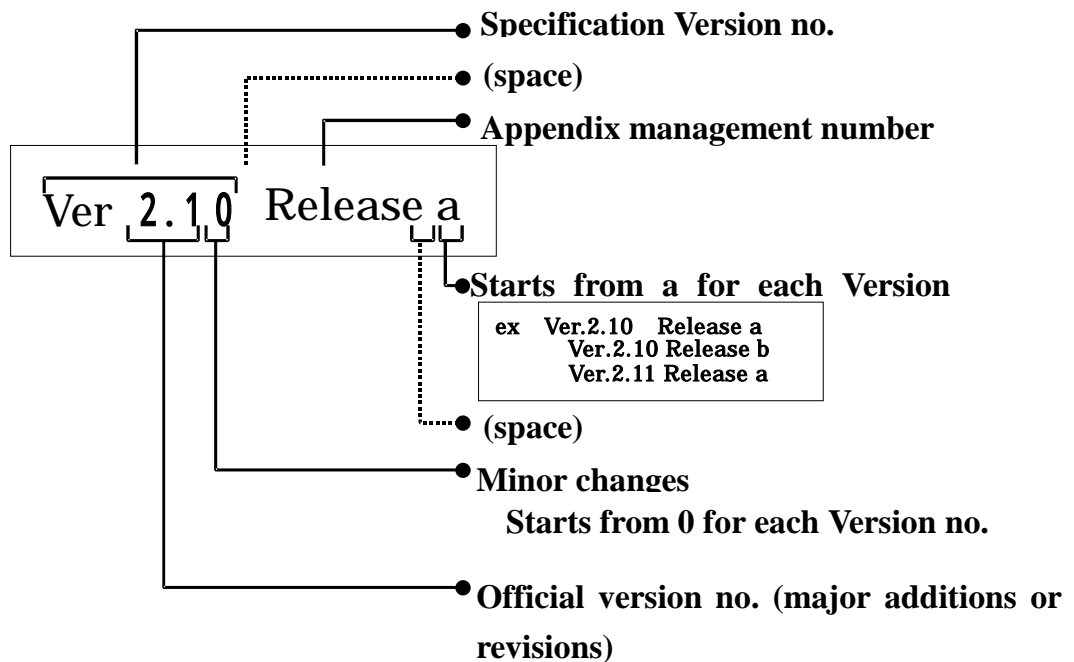 Specification Version no.
(space)
Appendix management number
Ver 2.10 Release a
Starts from a for each Version
ex Ver.2.10 Release a
Ver.2.10 Release b
Ver.2.11 Release a
(space)
Minor changes
Starts from 0 for each Version no.
Official version no. (major additions or
revisions)